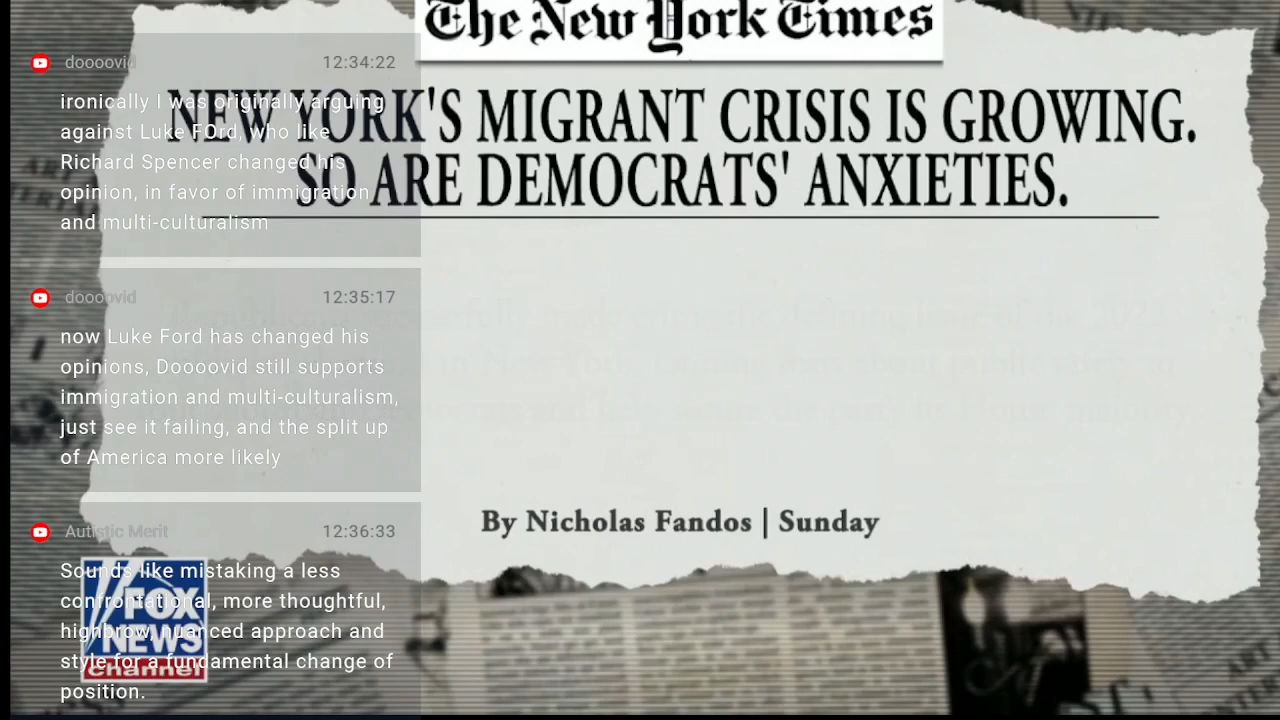 The New York Times
NEW YORK'S MIGRANT CRISIS IS GROWING.
SO ARE DEMOCRATS' ANXIETIES.
By Nicholas Fandos | Sunday
doooovid 12:34:22
ironically I was originally arguing
against Luke FOrd, who like
Richard Spencer changed his
opinion, in favor of immigration
and multi-culturalism
doooovid 12:35:17
now Luke Ford has changed his
opinions, Doooovid still supports
immigration and multi-culturalism,
just see it failing, and the split up
of America more likely
Autistic Merit 12:36:33
Sounds like mistaking a less
confrontational, more thoughtful,
highbrow, nuanced approach and
style for a fundamental change of
position.
FOX
NEWS
channel